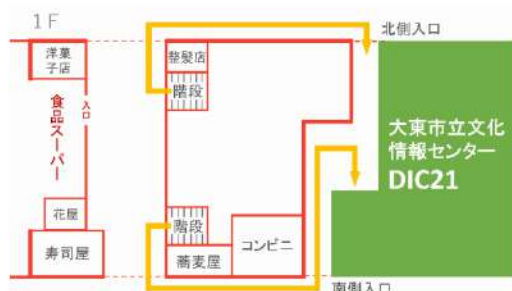 1F
北側入口
洋菓
子店
整髪店
階段
入口
食品スーパー
大東市立文化
情報センター
DIC21
花屋
階段
寿司屋
蕎麦屋
コンビニ
南側入口